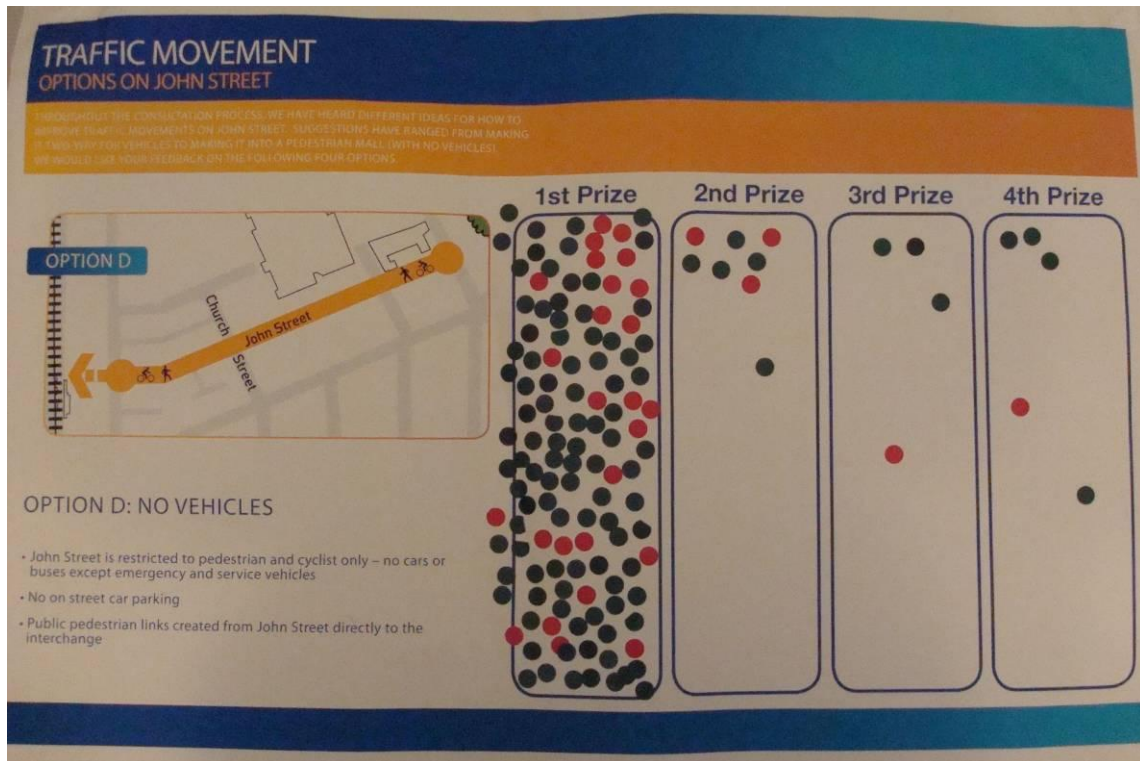 TRAFFIC MOVEMENT
OPTIONS ON JOHN STREET
THROUGHOUT THE CONSULTATION PROCESS, WE HAVE HEARD DIFFERENT IDEAS FOR HOW TO
IMPROVE TRAFFIC MOVEMENTS ON JOHN STREET. SUGGESTIONS HAVE RANGED FROM MAKING
IT TWO-WAY FOR VEHICLES TO MAKING IT INTO A PEDESTRIAN MALL (WITH NO VEHICLES).
WE WOULD LIKE YOUR FEEDBACK ON THE FOLLOWING FOUR OPTIONS.
1st Prize 2nd Prize 3rd Prize 4th Prize
OPTION D
Church
Street
John Street
OPTION D: NO VEHICLES
• John Street is restricted to pedestrian and cyclist only – no cars or
buses except emergency and service vehicles
• No on street car parking
• Public pedestrian links created from John Street directly to the
interchange